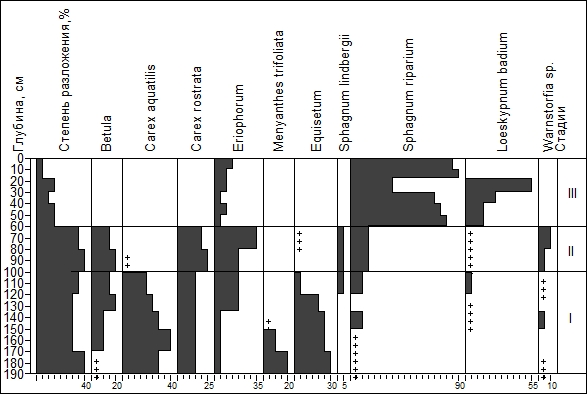 Глубина, см
Степень разложения,%
Betula
Carex aquatilis
Carex rostrata
Eriophorum
Menyanthes trifoliata
Equisetum
Sphagnum lindbergii
Sphagnum riparium
Loeskypnum badium
Warnstorfia sp.
Стадии
0
10
20
30
40
50
60
70
80
90
100
110
120
130
140
150
160
170
180
190
III
II
I
40 20 40 25 35 20 30 5 90 55 10